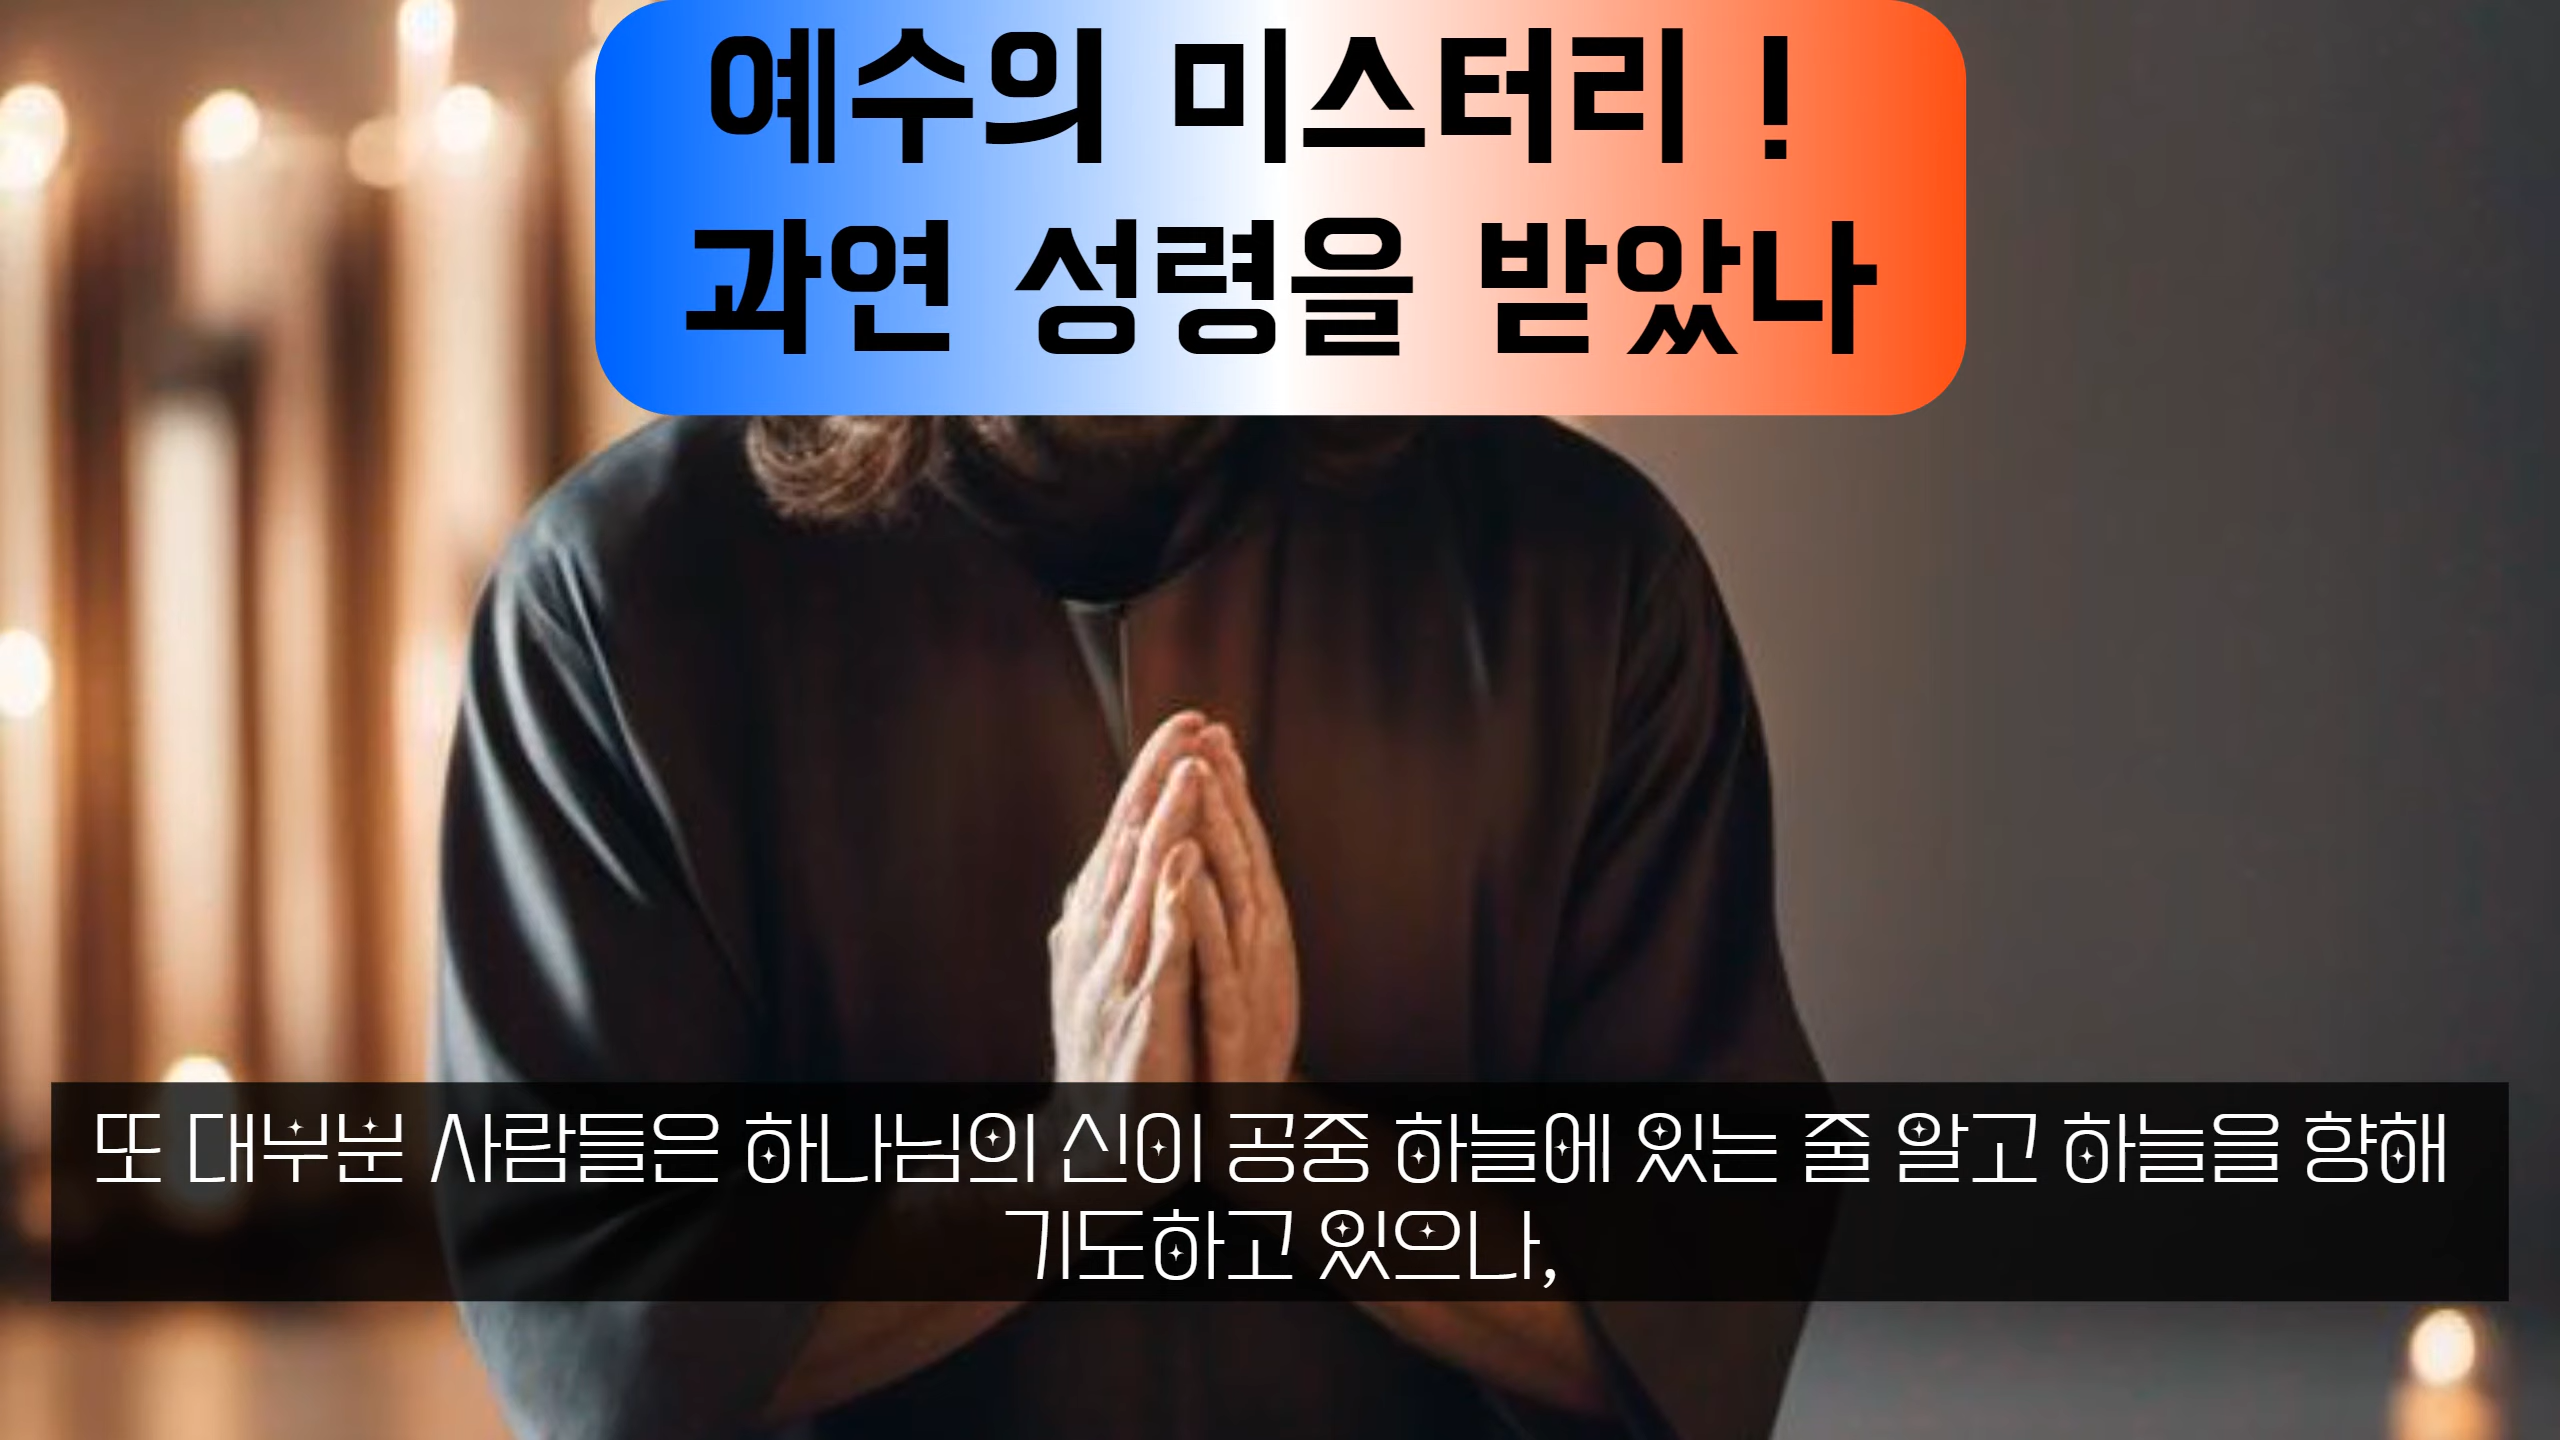 예수의 미스터리 !
과연 성령을 받았나
또 대부분 사람들은 하나님의 신이 공중 하늘에 있는 줄 알고 하늘을 향해
기도하고 있으나,